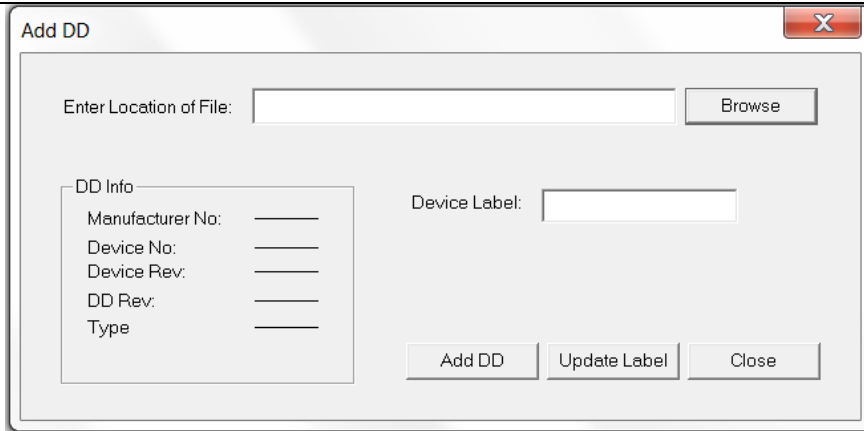 Add DD
Enter Location of File:
Browse
DD Info
Manufacturer No:
Device No:
Device Rev:
DD Rev:
Type
Device Label:
Add DD
Update Label
Close